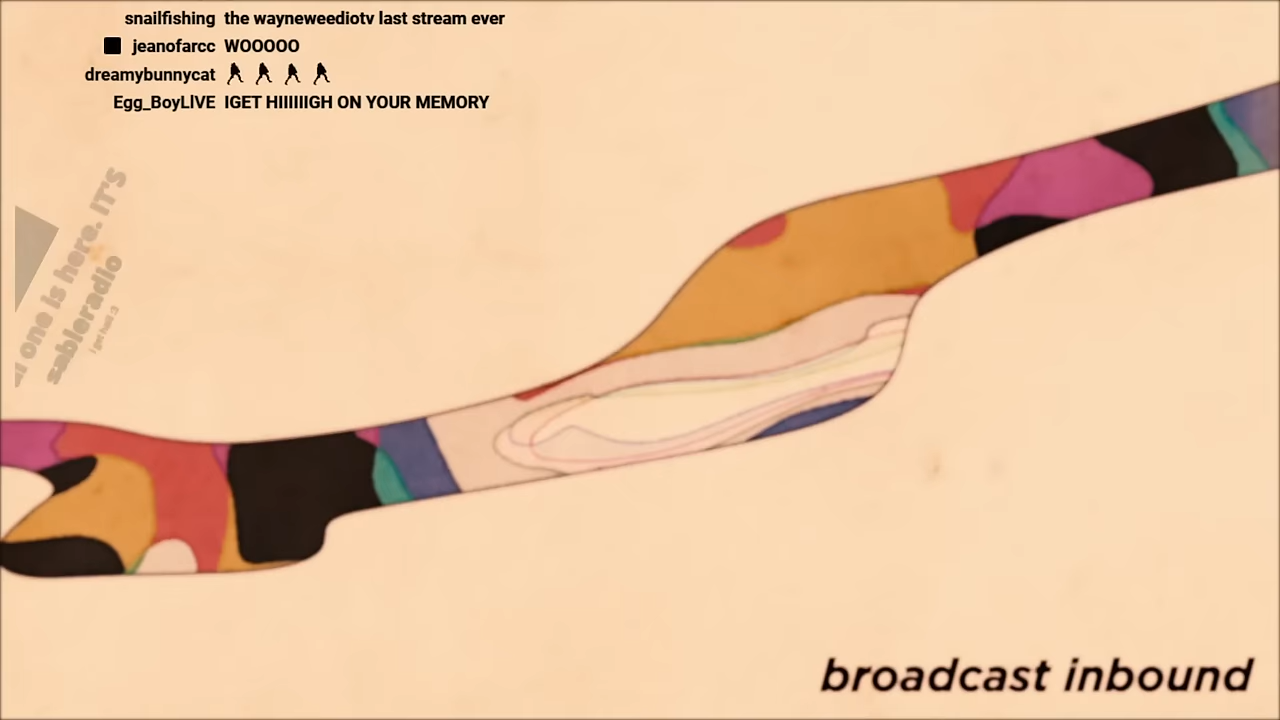 snailfishing the wayneweediotv last stream ever
jeanofarcc WOOOOO
dreamybunnycat
Egg_BoyLIVE IGET HIIIIIIGH ON YOUR MEMORY
one is here. IT'S
sableradio
broadcast inbound